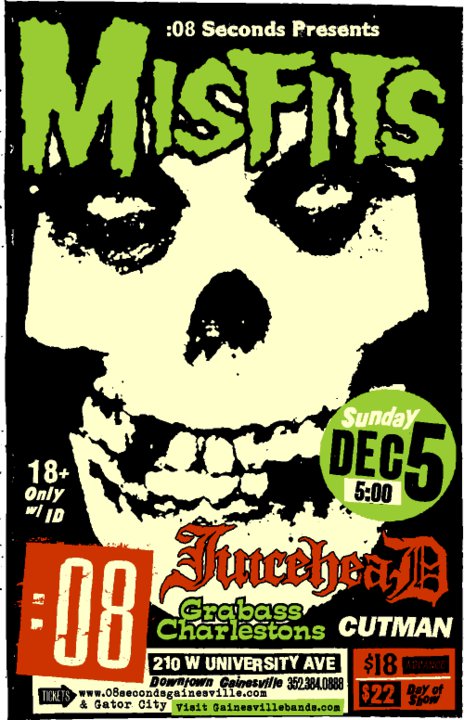 :08 Seconds Presents
MISFITS
Sunday
DEC 5
5:00
18+
Only
w/ ID
:08
JuiceheaD
Grabass
Charlestons
CUTMAN
210 W UNIVERSITY AVE
Downtown Gainesville 352.384.0888
TICKETS www.08secondsgainesville.com
& Gator City Visit Gainesvillebands.com
$18 ADVANCE
$22 Day of
Show